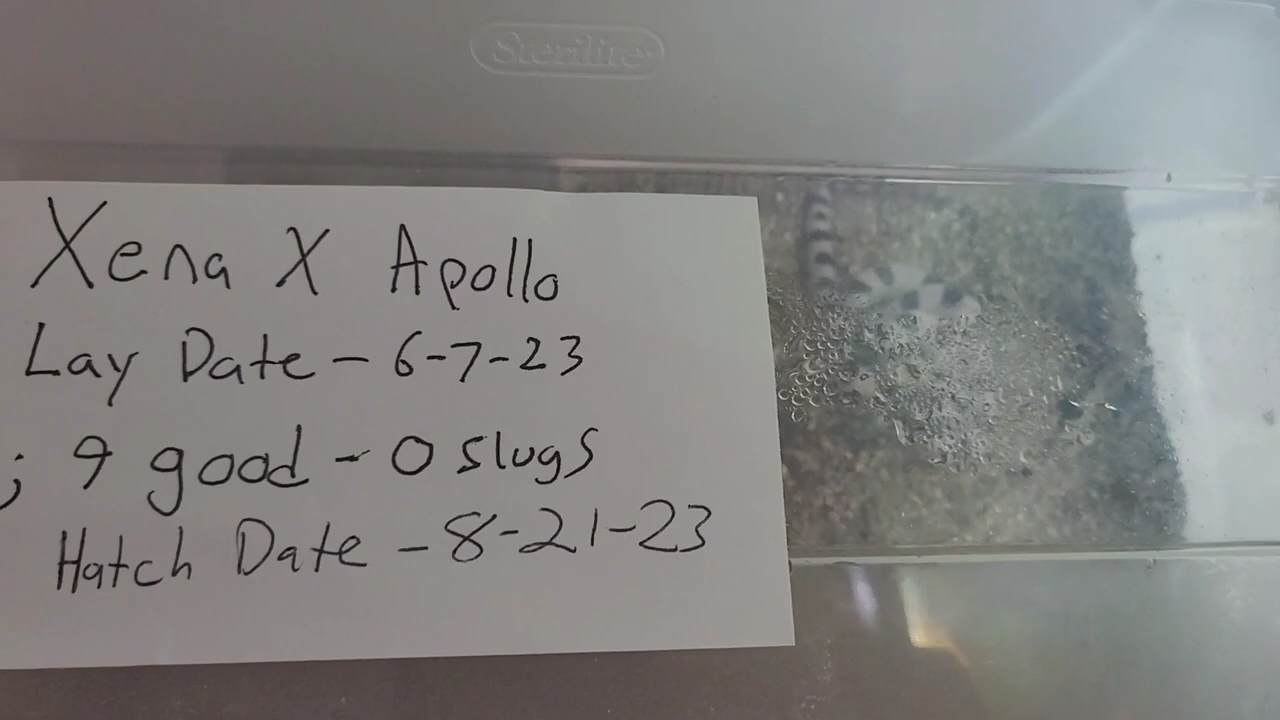 Sterilite
Xena X Apollo
Lay Date - 6-7-23
; 9 good - 0 slugs
Hatch Date - 8-21-23